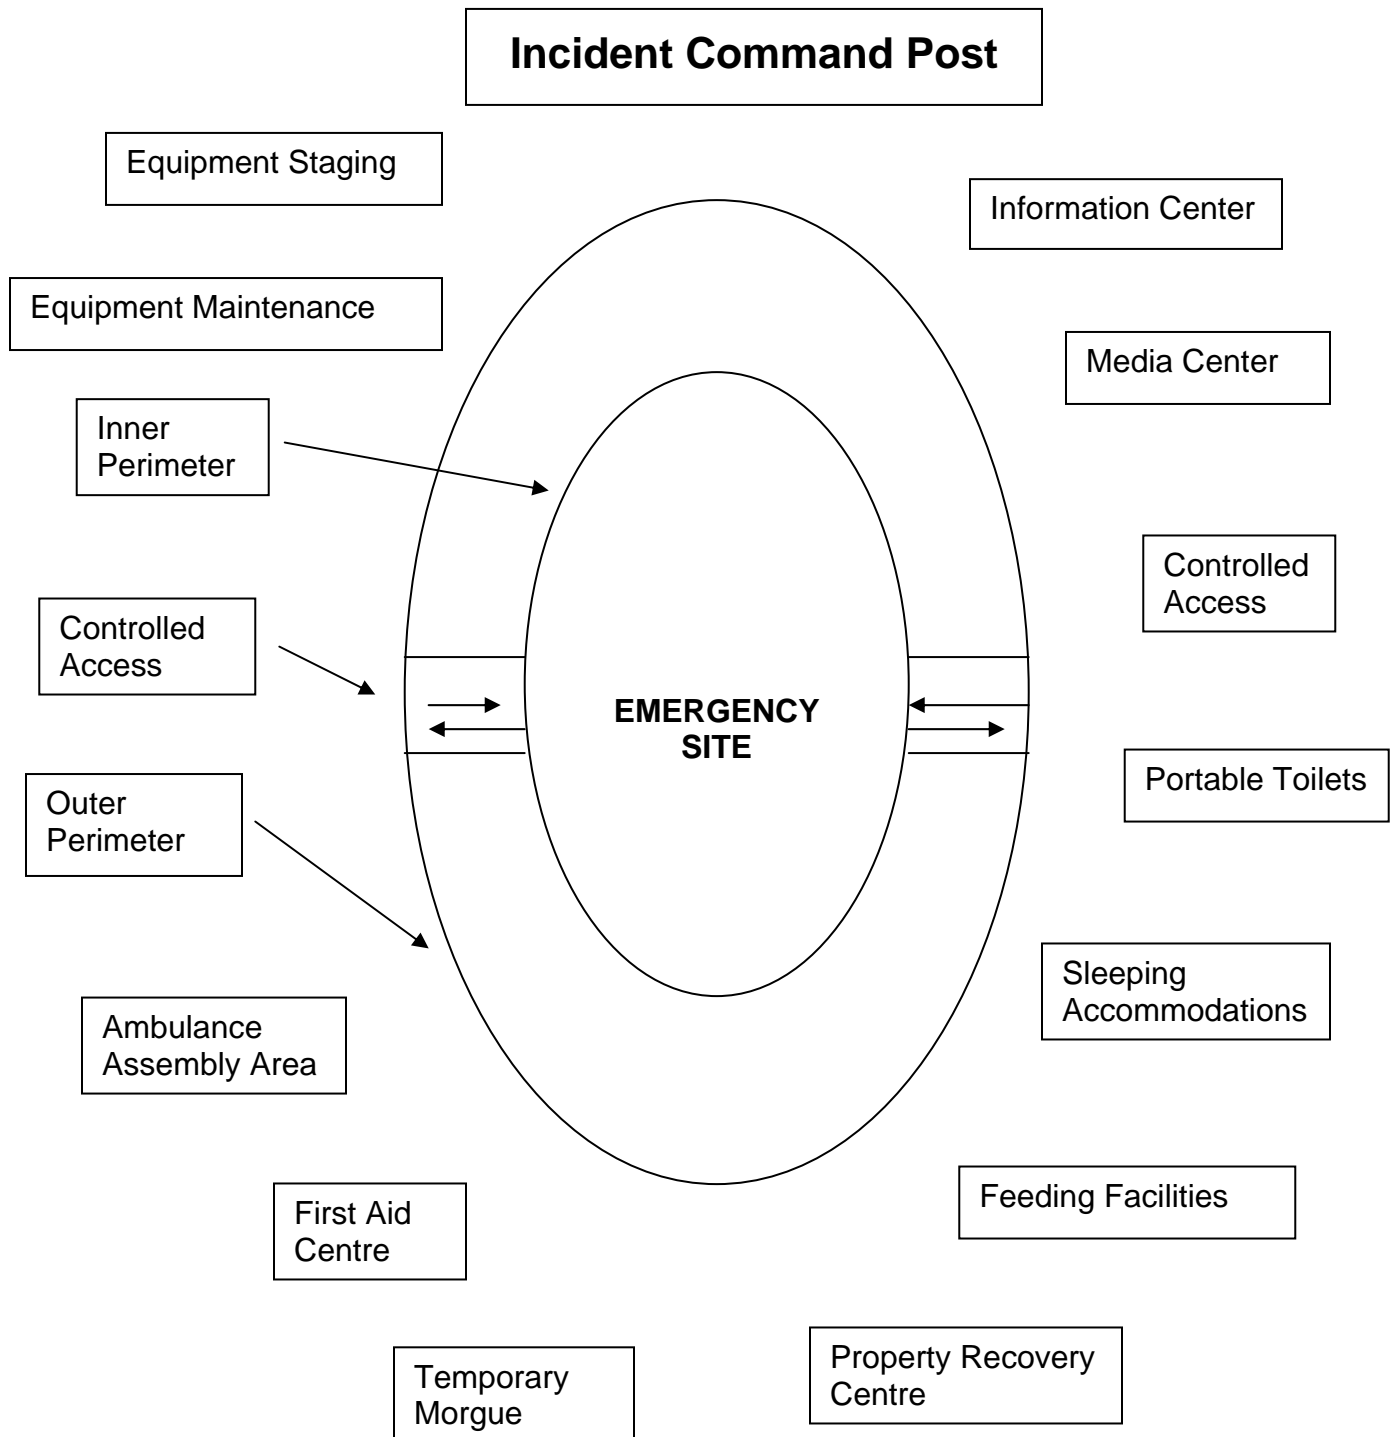 Incident Command Post
Equipment Staging
Information Center
Equipment Maintenance
Media Center
Inner
Perimeter
Controlled
Access
Controlled
Access
EMERGENCY
SITE
Portable Toilets
Outer
Perimeter
Sleeping
Accommodations
Ambulance
Assembly Area
Feeding Facilities
First Aid
Centre
Property Recovery
Centre
Temporary
Morgue